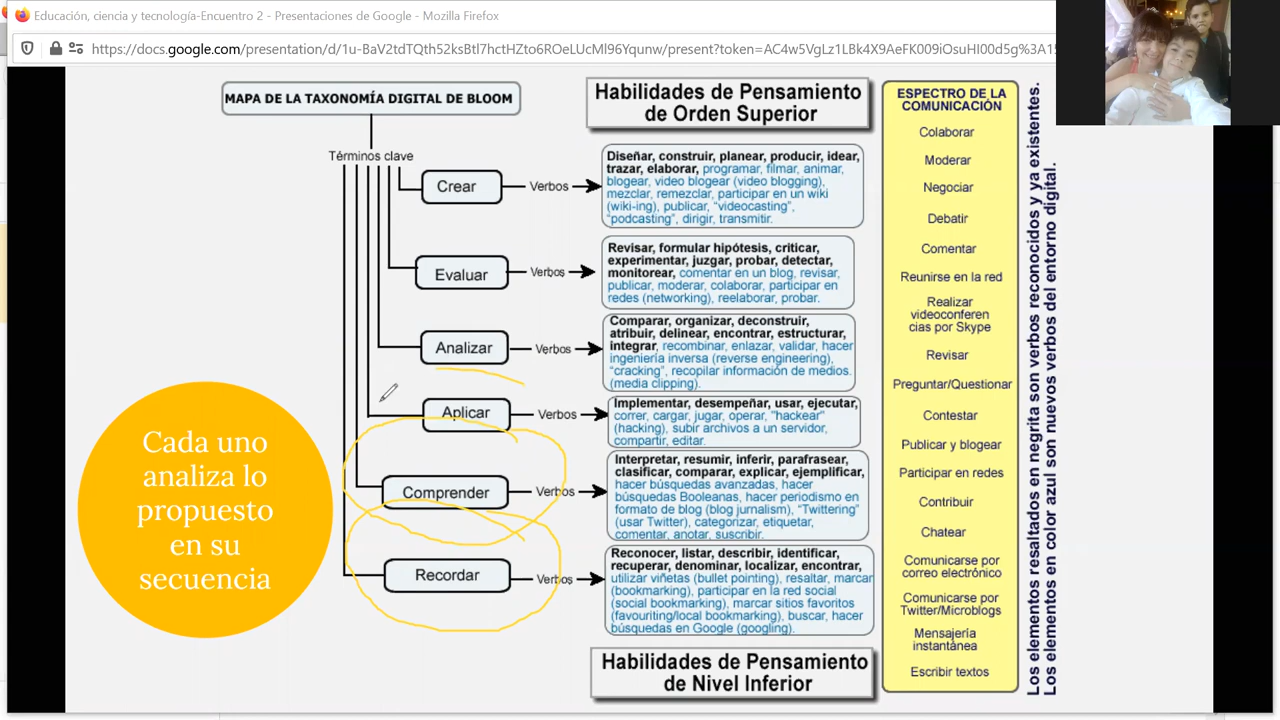 Educación, ciencia y tecnología-Encuentro 2 - Presentaciones de Google - Mozilla Firefox
MAPA DE LA TAXONOMÍA DIGITAL DE BLOOM
Términos clave
Habilidades de Pensamiento
de Orden Superior
Crear
Verbos
Diseñar, construir, planear, producir, idear,
trazar, elaborar, programar, filmar, animar,
blogear, video blogear (video blogging),
mezclar, remezclar, participar en un wiki
(wiki-ing), publicar, “videocasting”,
“podcasting”, dirigir, transmitir.
Evaluar
Verbos
Revisar, formular hipótesis, criticar,
experimentar, juzgar, probar, detectar,
monitorear, comentar en un blog, revisar,
publicar, moderar, colaborar, participar en
redes (networking), reelaborar, probar.
Analizar
Verbos
Comparar, organizar, deconstruir,
atribuir, delinear, encontrar, estructurar,
integrar, recombinar, enlazar, validar, hacer
ingeniería inversa (reverse engineering),
“cracking”, recopilar información de medios.
(media clipping).
Aplicar
Verbos
Implementar, desempeñar, usar, ejecutar,
correr, cargar, jugar, operar, "hackear"
(hacking), subir archivos a un servidor,
compartir, editar.
Comprender
Verbos
Interpretar, resumir, inferir, parafrasear,
clasificar, comparar, explicar, ejemplificar,
hacer búsquedas avanzadas, hacer
búsquedas Booleanas, hacer periodismo en
formato de blog (blog jurnalism), “Twittering”
(usar Twitter), categorizar, etiquetar,
comentar, anotar, suscribir.
Recordar
Verbos
Reconocer, listar, describir, identificar,
recuperar, denominar, localizar, encontrar,
utilizar viñetas (bullet pointing), resaltar, marcar
(bookmarking), participar en la red social
(social bookmarking), marcar sitios favoritos
(favouriting/local bookmarking), buscar, hacer
búsquedas en Google (googling).
Habilidades de Pensamiento
de Nivel Inferior
ESPECTRO DE LA
COMUNICACIÓN
Colaborar
Moderar
Negociar
Debatir
Comentar
Reunirse en la red
Realizar
videoconferen
cias por Skype
Revisar
Preguntar/Questionar
Contestar
Publicar y blogear
Participar en redes
Contribuir
Chatear
Comunicarse por
correo electrónico
Comunicarse por
Twitter/Microblogs
Mensajería
instantánea
Escribir textos
Los elementos resaltados en negrita son verbos reconocidos y ya existentes.
Los elementos en color azul son nuevos verbos del entorno digital.
Cada uno
analiza lo
propuesto
en su
secuencia